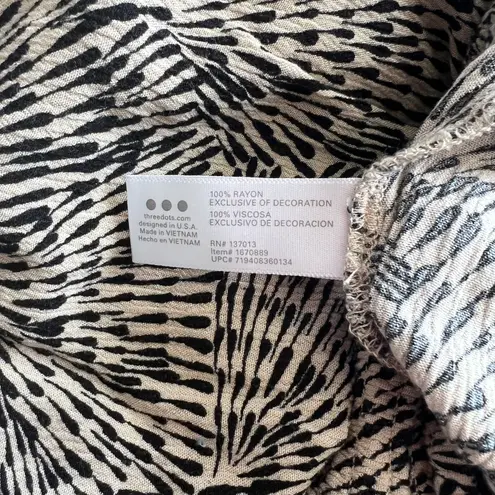 threedots.com
designed in U.S.A.
Made in VIETNAM
Hecho en VIETNAM
100% RAYON
EXCLUSIVE OF DECORATION
100% VISCOSA
EXCLUSIVO DE DECORACION
RN# 137013
Item# 1670889
UPC# 719408360134